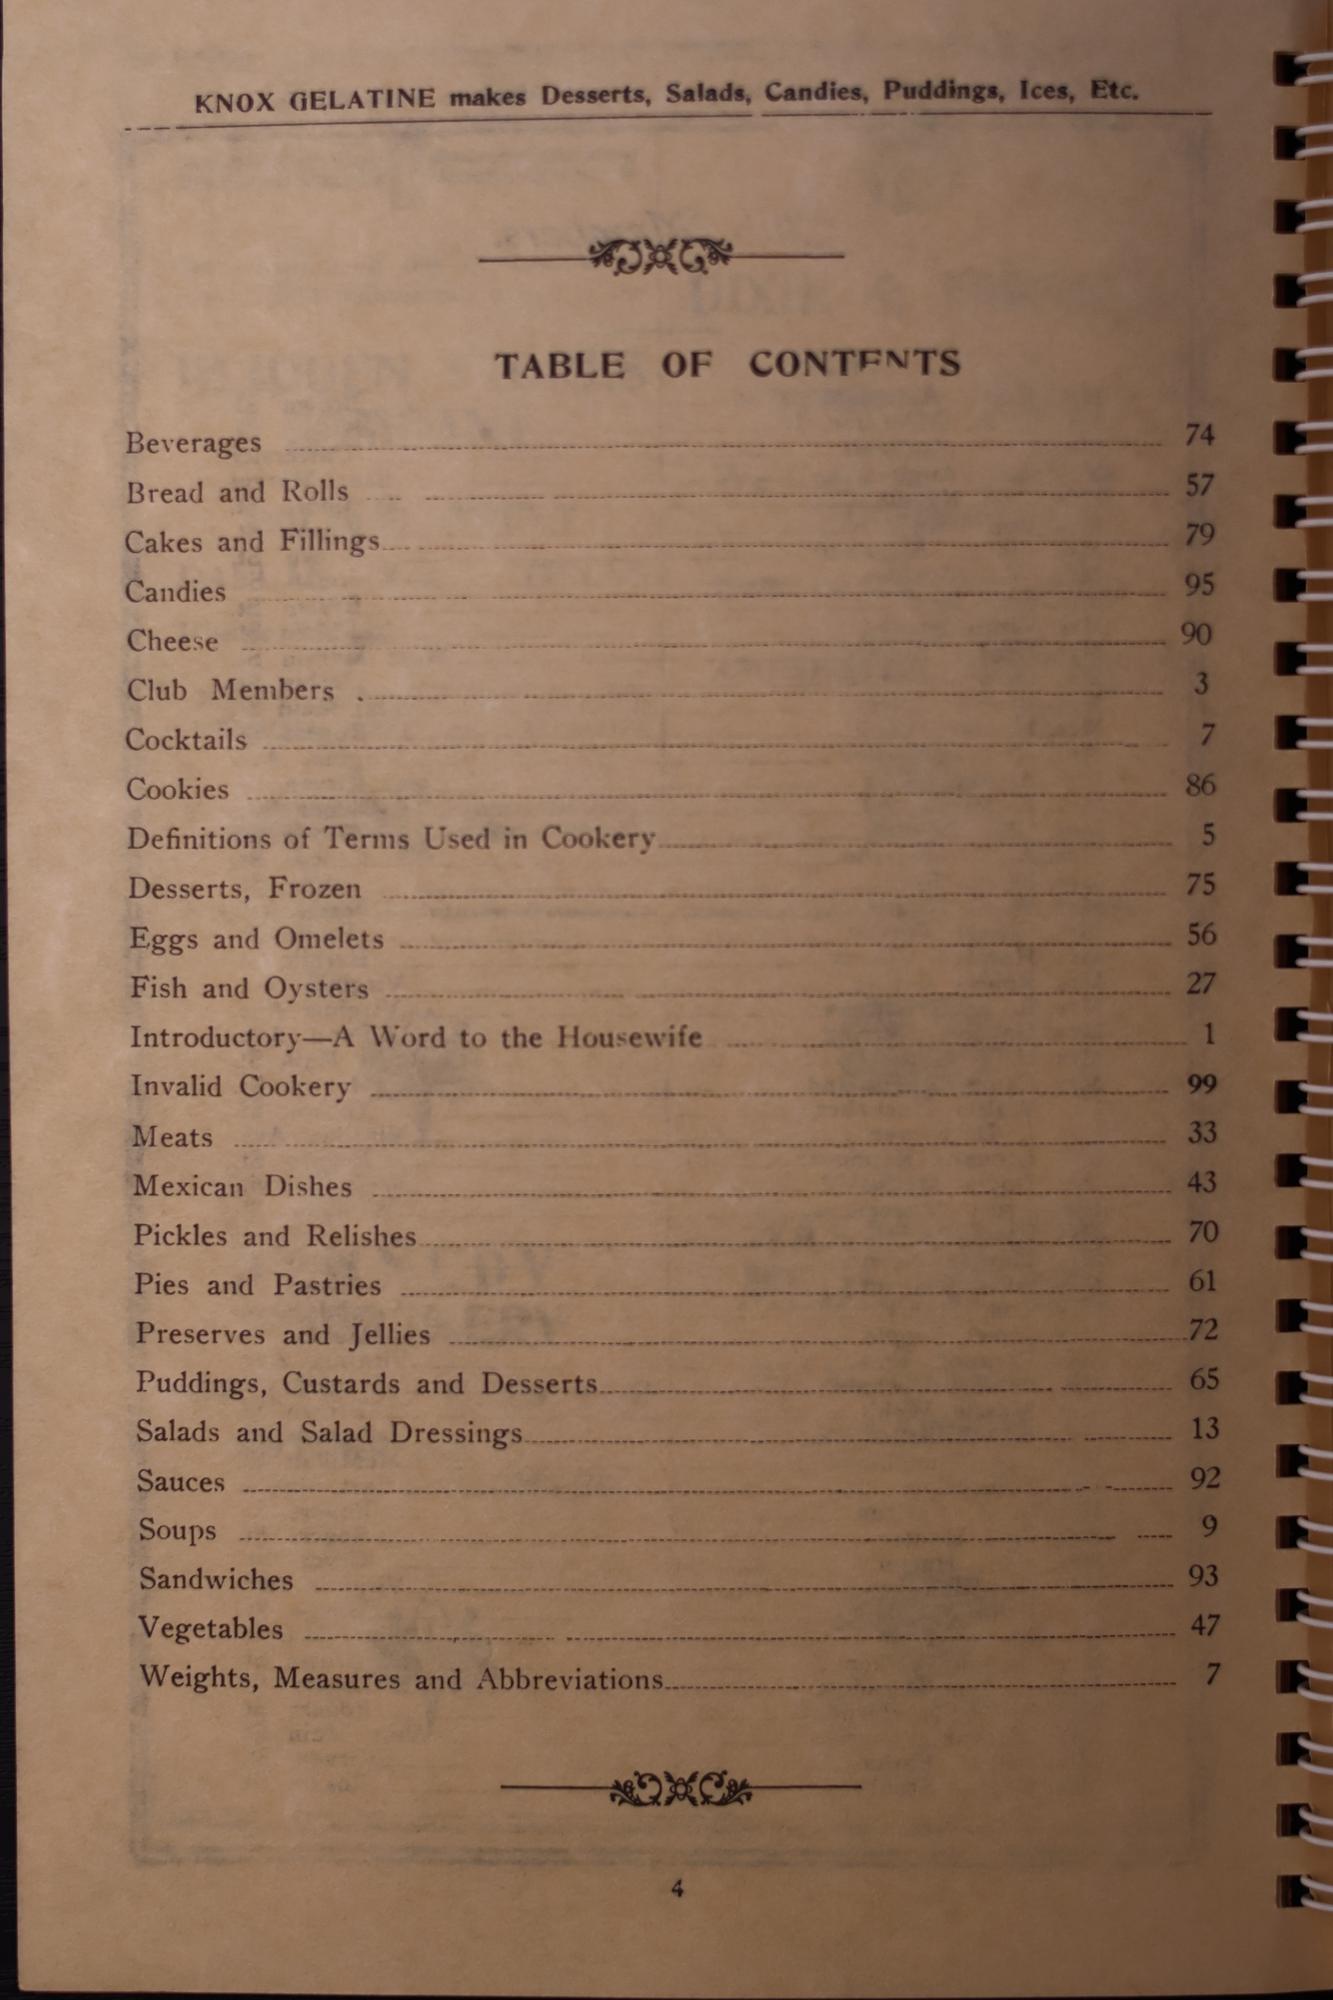 KNOX GELATINE makes Desserts, Salads, Candies, Puddings, Ices, Etc.
TABLE OF CONTENTS
Beverages 74
Bread and Rolls 57
Cakes and Fillings 79
Candies 95
Cheese 90
Club Members 3
Cocktails 7
Cookies 86
Definitions of Terms Used in Cookery 5
Desserts, Frozen 75
Eggs and Omelets 56
Fish and Oysters 27
Introductory—A Word to the Housewife 1
Invalid Cookery 99
Meats 33
Mexican Dishes 43
Pickles and Relishes 70
Pies and Pastries 61
Preserves and Jellies 72
Puddings, Custards and Desserts 65
Salads and Salad Dressings 13
Sauces 92
Soups 9
Sandwiches 93
Vegetables 47
Weights, Measures and Abbreviations 7
4